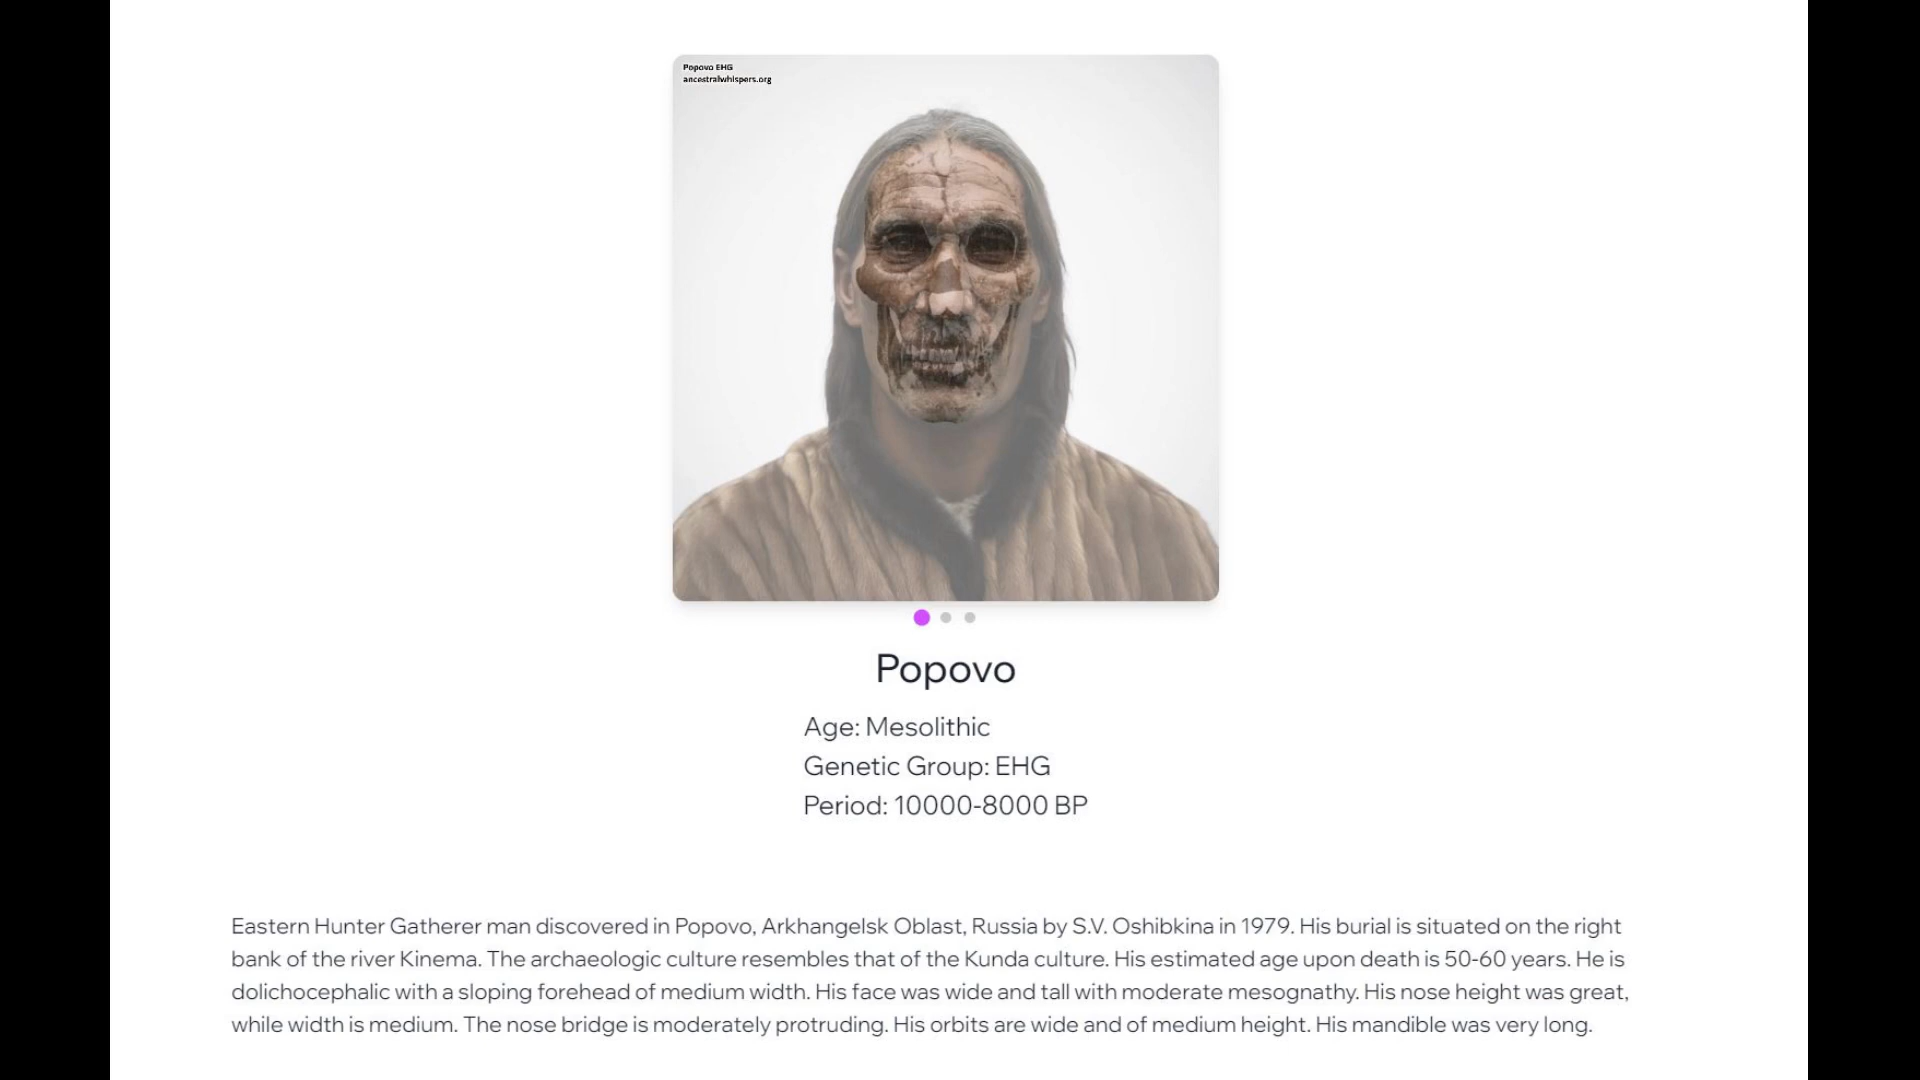 Popovo EHG
ancestralwhispers.org
Popovo
Age: Mesolithic
Genetic Group: EHG
Period: 10000-8000 BP
Eastern Hunter Gatherer man discovered in Popovo, Arkhangelsk Oblast, Russia by S.V. Oshibkina in 1979. His burial is situated on the right
bank of the river Kinema. The archaeologic culture resembles that of the Kunda culture. His estimated age upon death is 50-60 years. He is
dolichocephalic with a sloping forehead of medium width. His face was wide and tall with moderate mesognathy. His nose height was great,
while width is medium. The nose bridge is moderately protruding. His orbits are wide and of medium height. His mandible was very long.